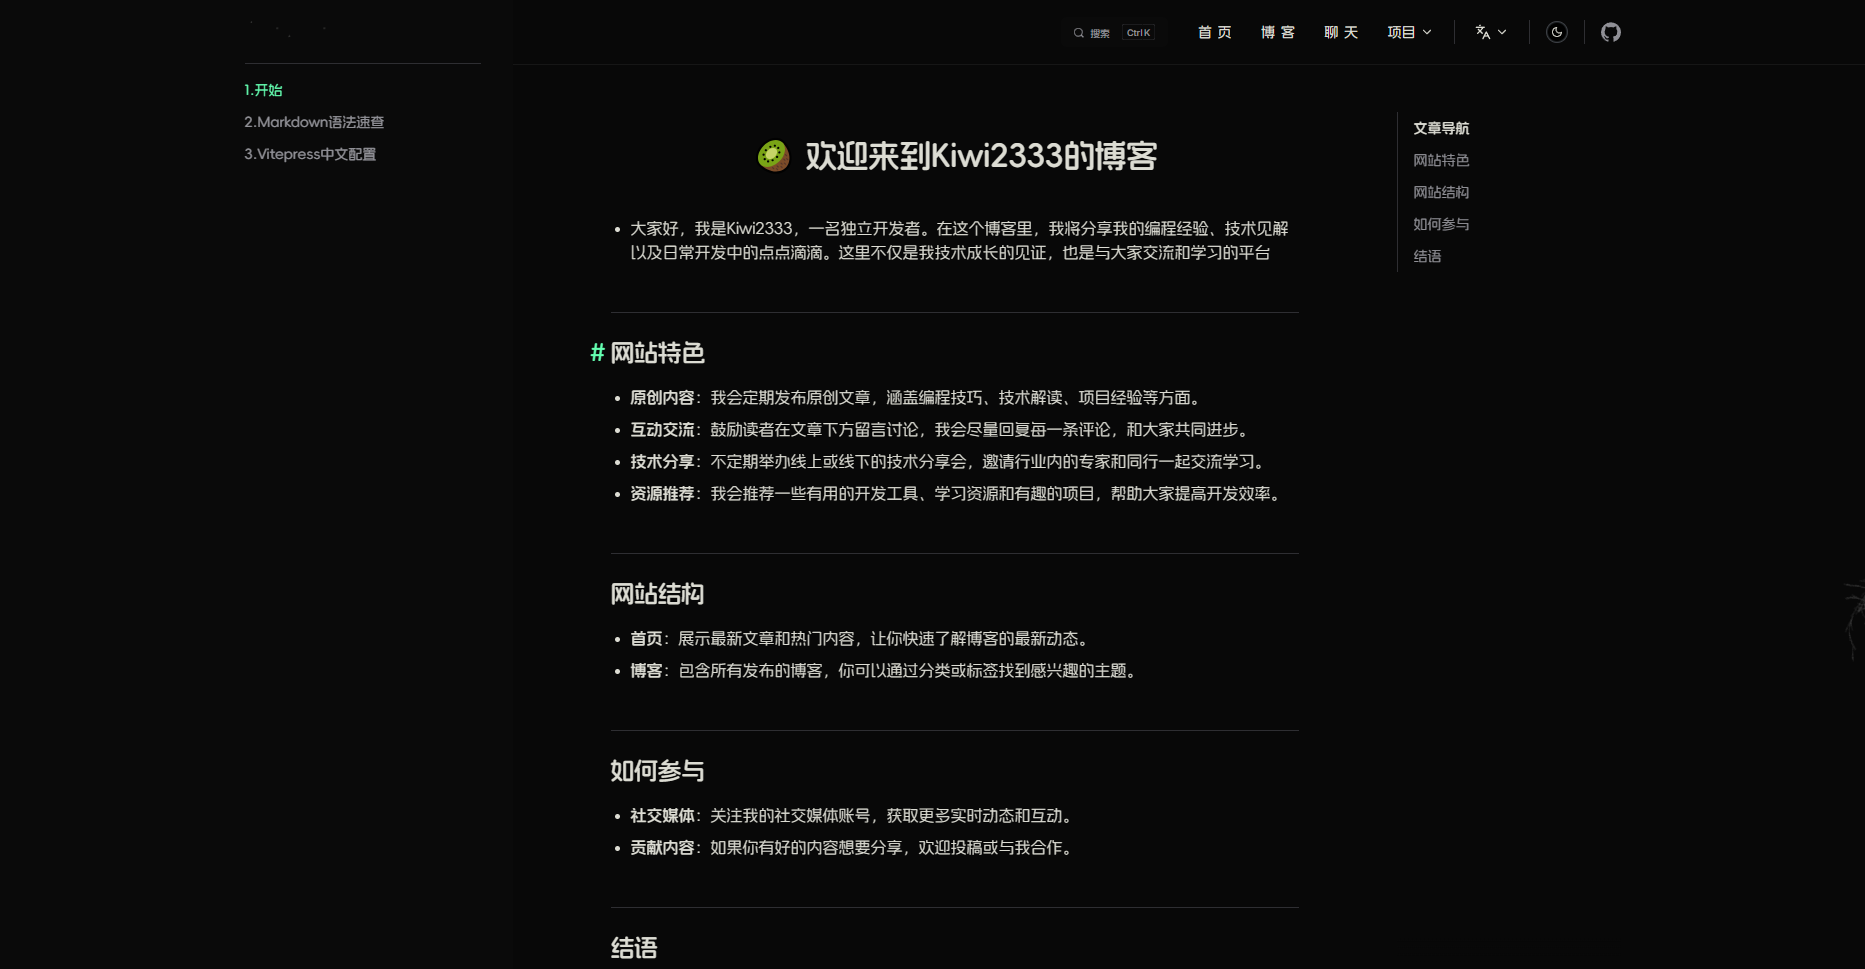 搜索 Ctrl K 首页 博客 聊天 项目
1.开始
2.Markdown语法速查
3.Vitepress中文配置
欢迎来到Kiwi2333的博客
大家好，我是Kiwi2333，一名独立开发者。在这个博客里，我将分享我的编程经验、技术见解
以及日常开发中的点点滴滴。这里不仅是我技术成长的见证，也是与大家交流和学习的平台
# 网站特色
原创内容：我会定期发布原创文章，涵盖编程技巧、技术解读、项目经验等方面。
互动交流：鼓励读者在文章下方留言讨论，我会尽量回复每一条评论，和大家共同进步。
技术分享：不定期举办线上或线下的技术分享会，邀请行业内的专家和同行一起交流学习。
资源推荐：我会推荐一些有用的开发工具、学习资源和有趣的项目，帮助大家提高开发效率。
网站结构
首页：展示最新文章和热门内容，让你快速了解博客的最新动态。
博客：包含所有发布的博客，你可以通过分类或标签找到感兴趣的主题。
如何参与
社交媒体：关注我的社交媒体账号，获取更多实时动态和互动。
贡献内容：如果你有好的内容想要分享，欢迎投稿或与我合作。
结语
文章导航
网站特色
网站结构
如何参与
结语